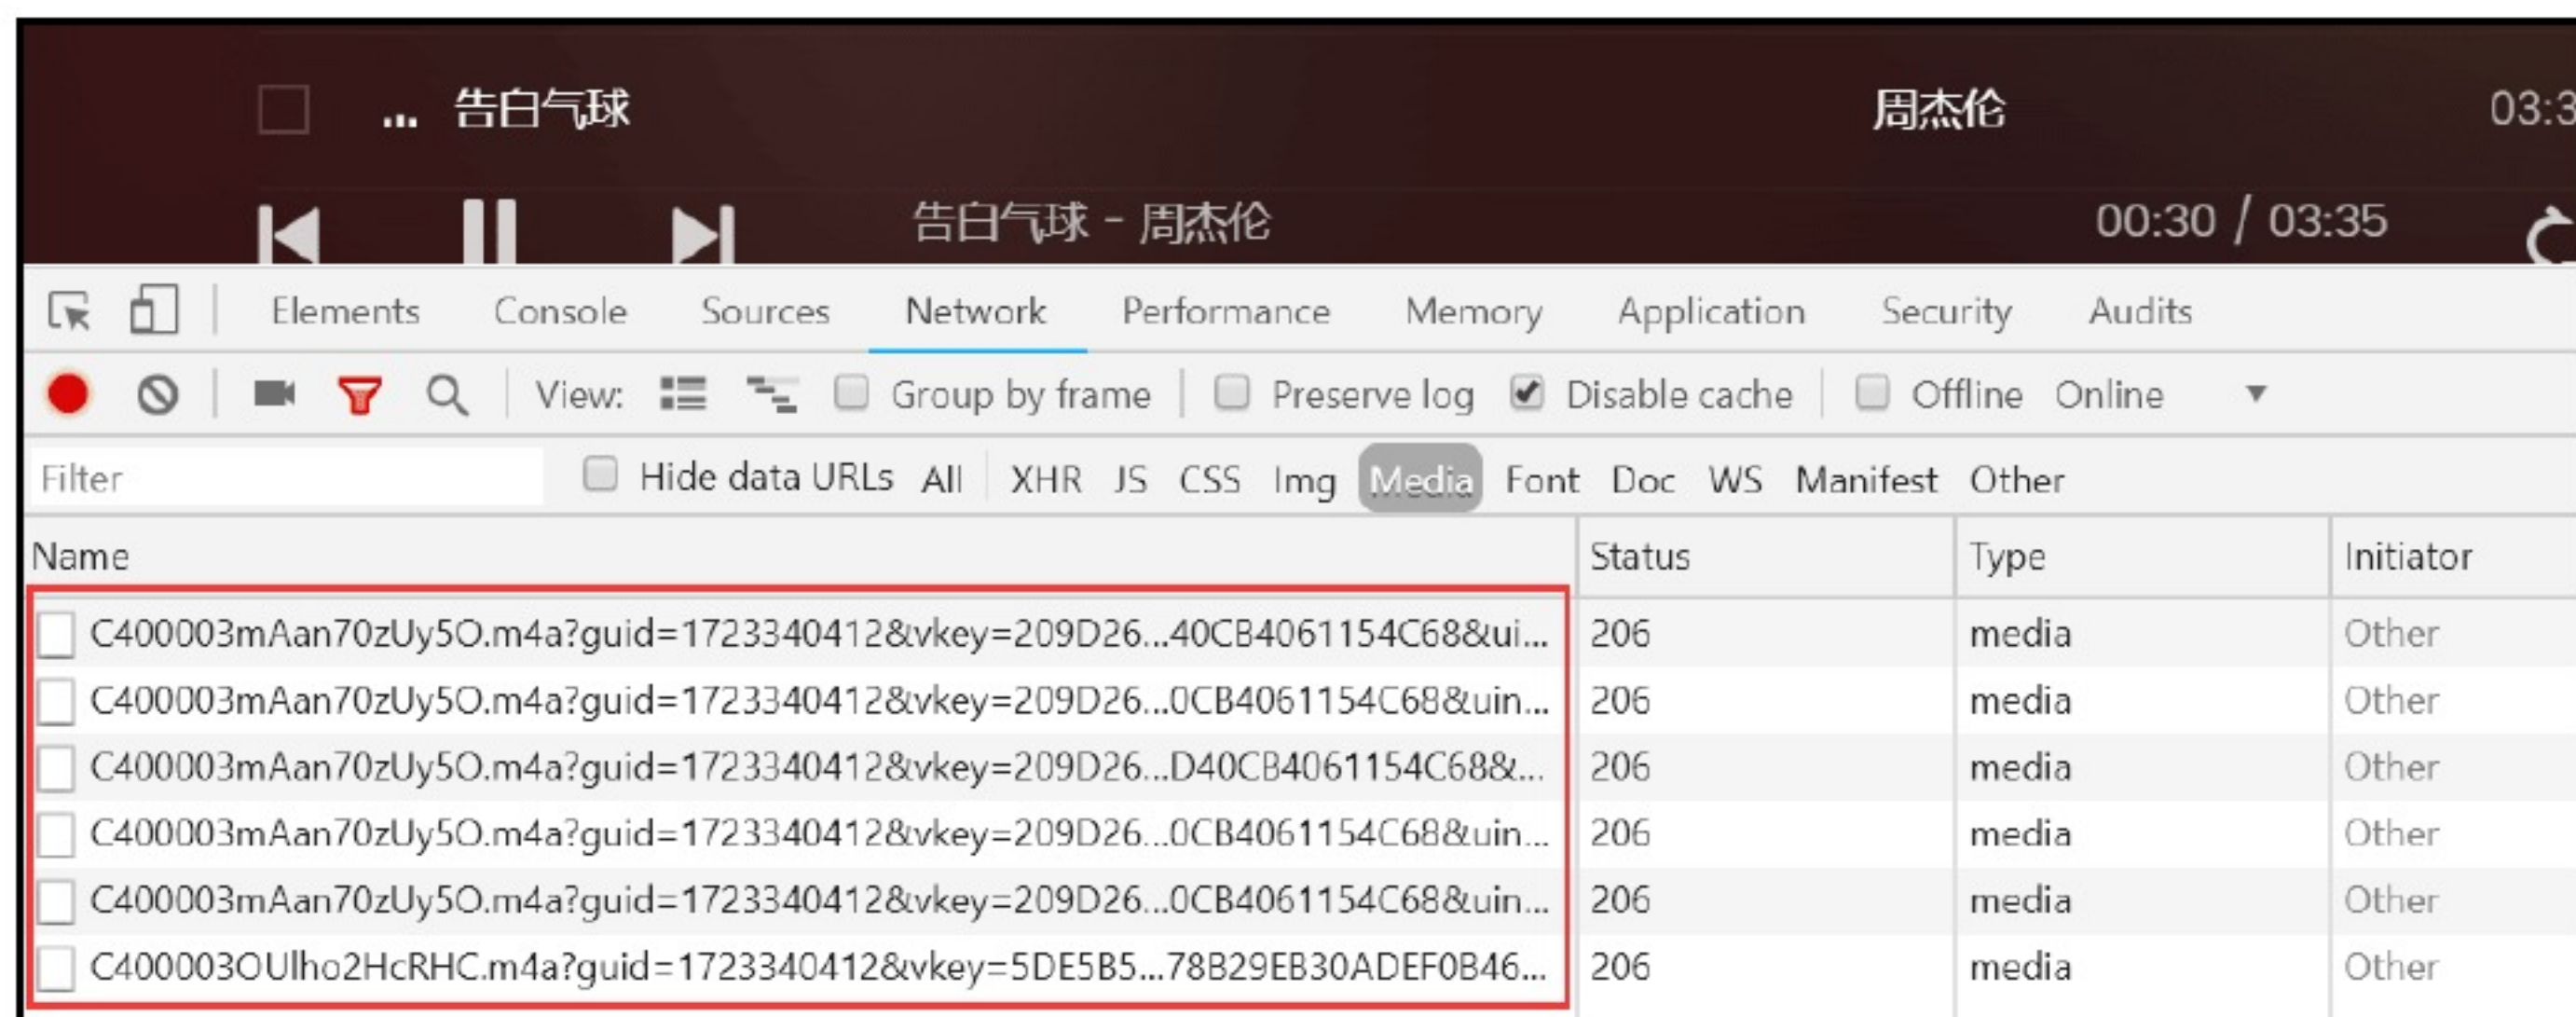 ... 告白气球 周杰伦 03:3
告白气球 - 周杰伦 00:30 / 03:35
Elements Console Sources Network Performance Memory Application Security Audits
View: Group by frame Preserve log Disable cache Offline Online
Filter Hide data URLs All XHR JS CSS Img Media Font Doc WS Manifest Other
Name Status Type Initiator
C400003mAan70zUy5O.m4a?guid=1723340412&vkey=209D26...40CB4061154C68&ui... 206 media Other
C400003mAan70zUy5O.m4a?guid=1723340412&vkey=209D26...0CB4061154C68&uin... 206 media Other
C400003mAan70zUy5O.m4a?guid=1723340412&vkey=209D26...D40CB4061154C68&... 206 media Other
C400003mAan70zUy5O.m4a?guid=1723340412&vkey=209D26...0CB4061154C68&uin... 206 media Other
C400003mAan70zUy5O.m4a?guid=1723340412&vkey=209D26...0CB4061154C68&uin... 206 media Other
C400003OUlho2HcRHC.m4a?guid=1723340412&vkey=5DE5B5...78B29EB30ADEF0B46... 206 media Other